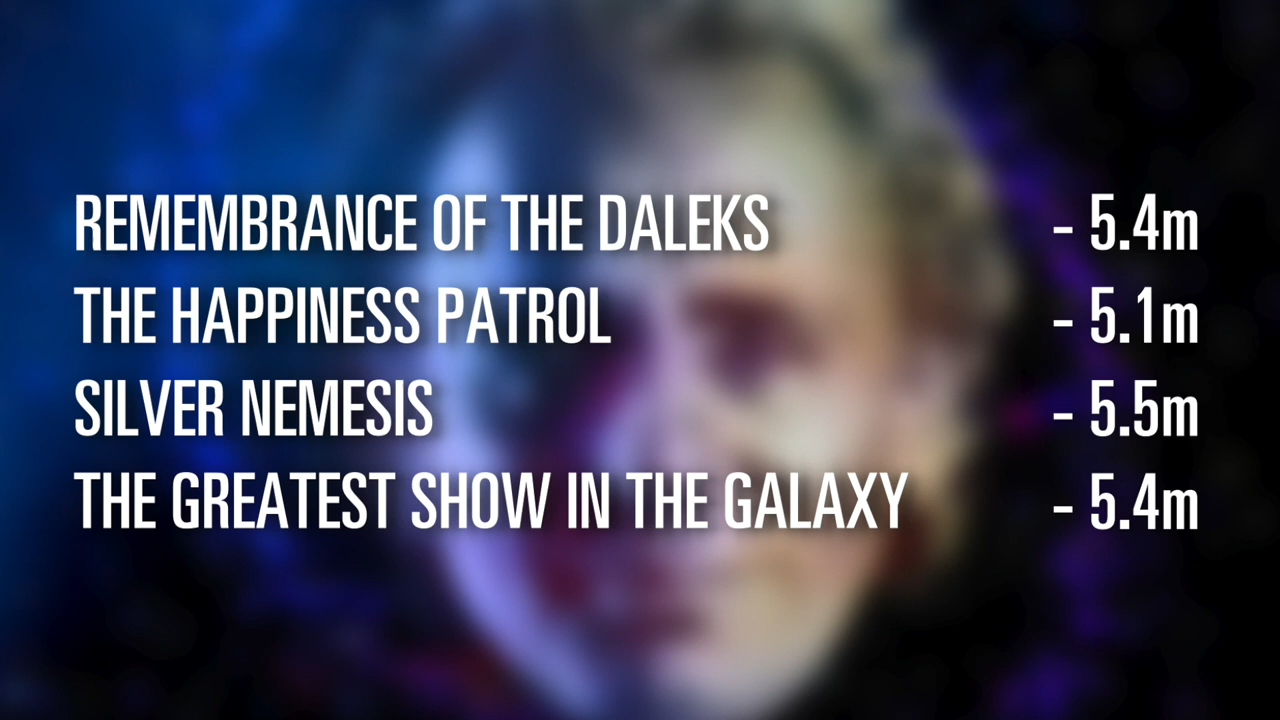 REMEMBRANCE OF THE DALEKS - 5.4m
THE HAPPINESS PATROL - 5.1m
SILVER NEMESIS - 5.5m
THE GREATEST SHOW IN THE GALAXY - 5.4m